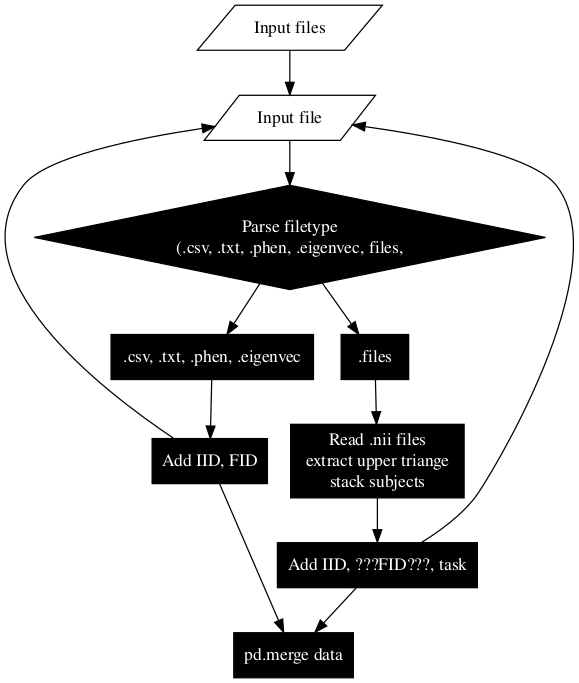 Input files
Input file
Parse filetype
(.csv, .txt, .phen, .eigenvec, files,
.csv, .txt, .phen, .eigenvec
.files
Read .nii files
extract upper triange
stack subjects
Add IID, FID
Add IID, ???FID???, task
pd.merge data